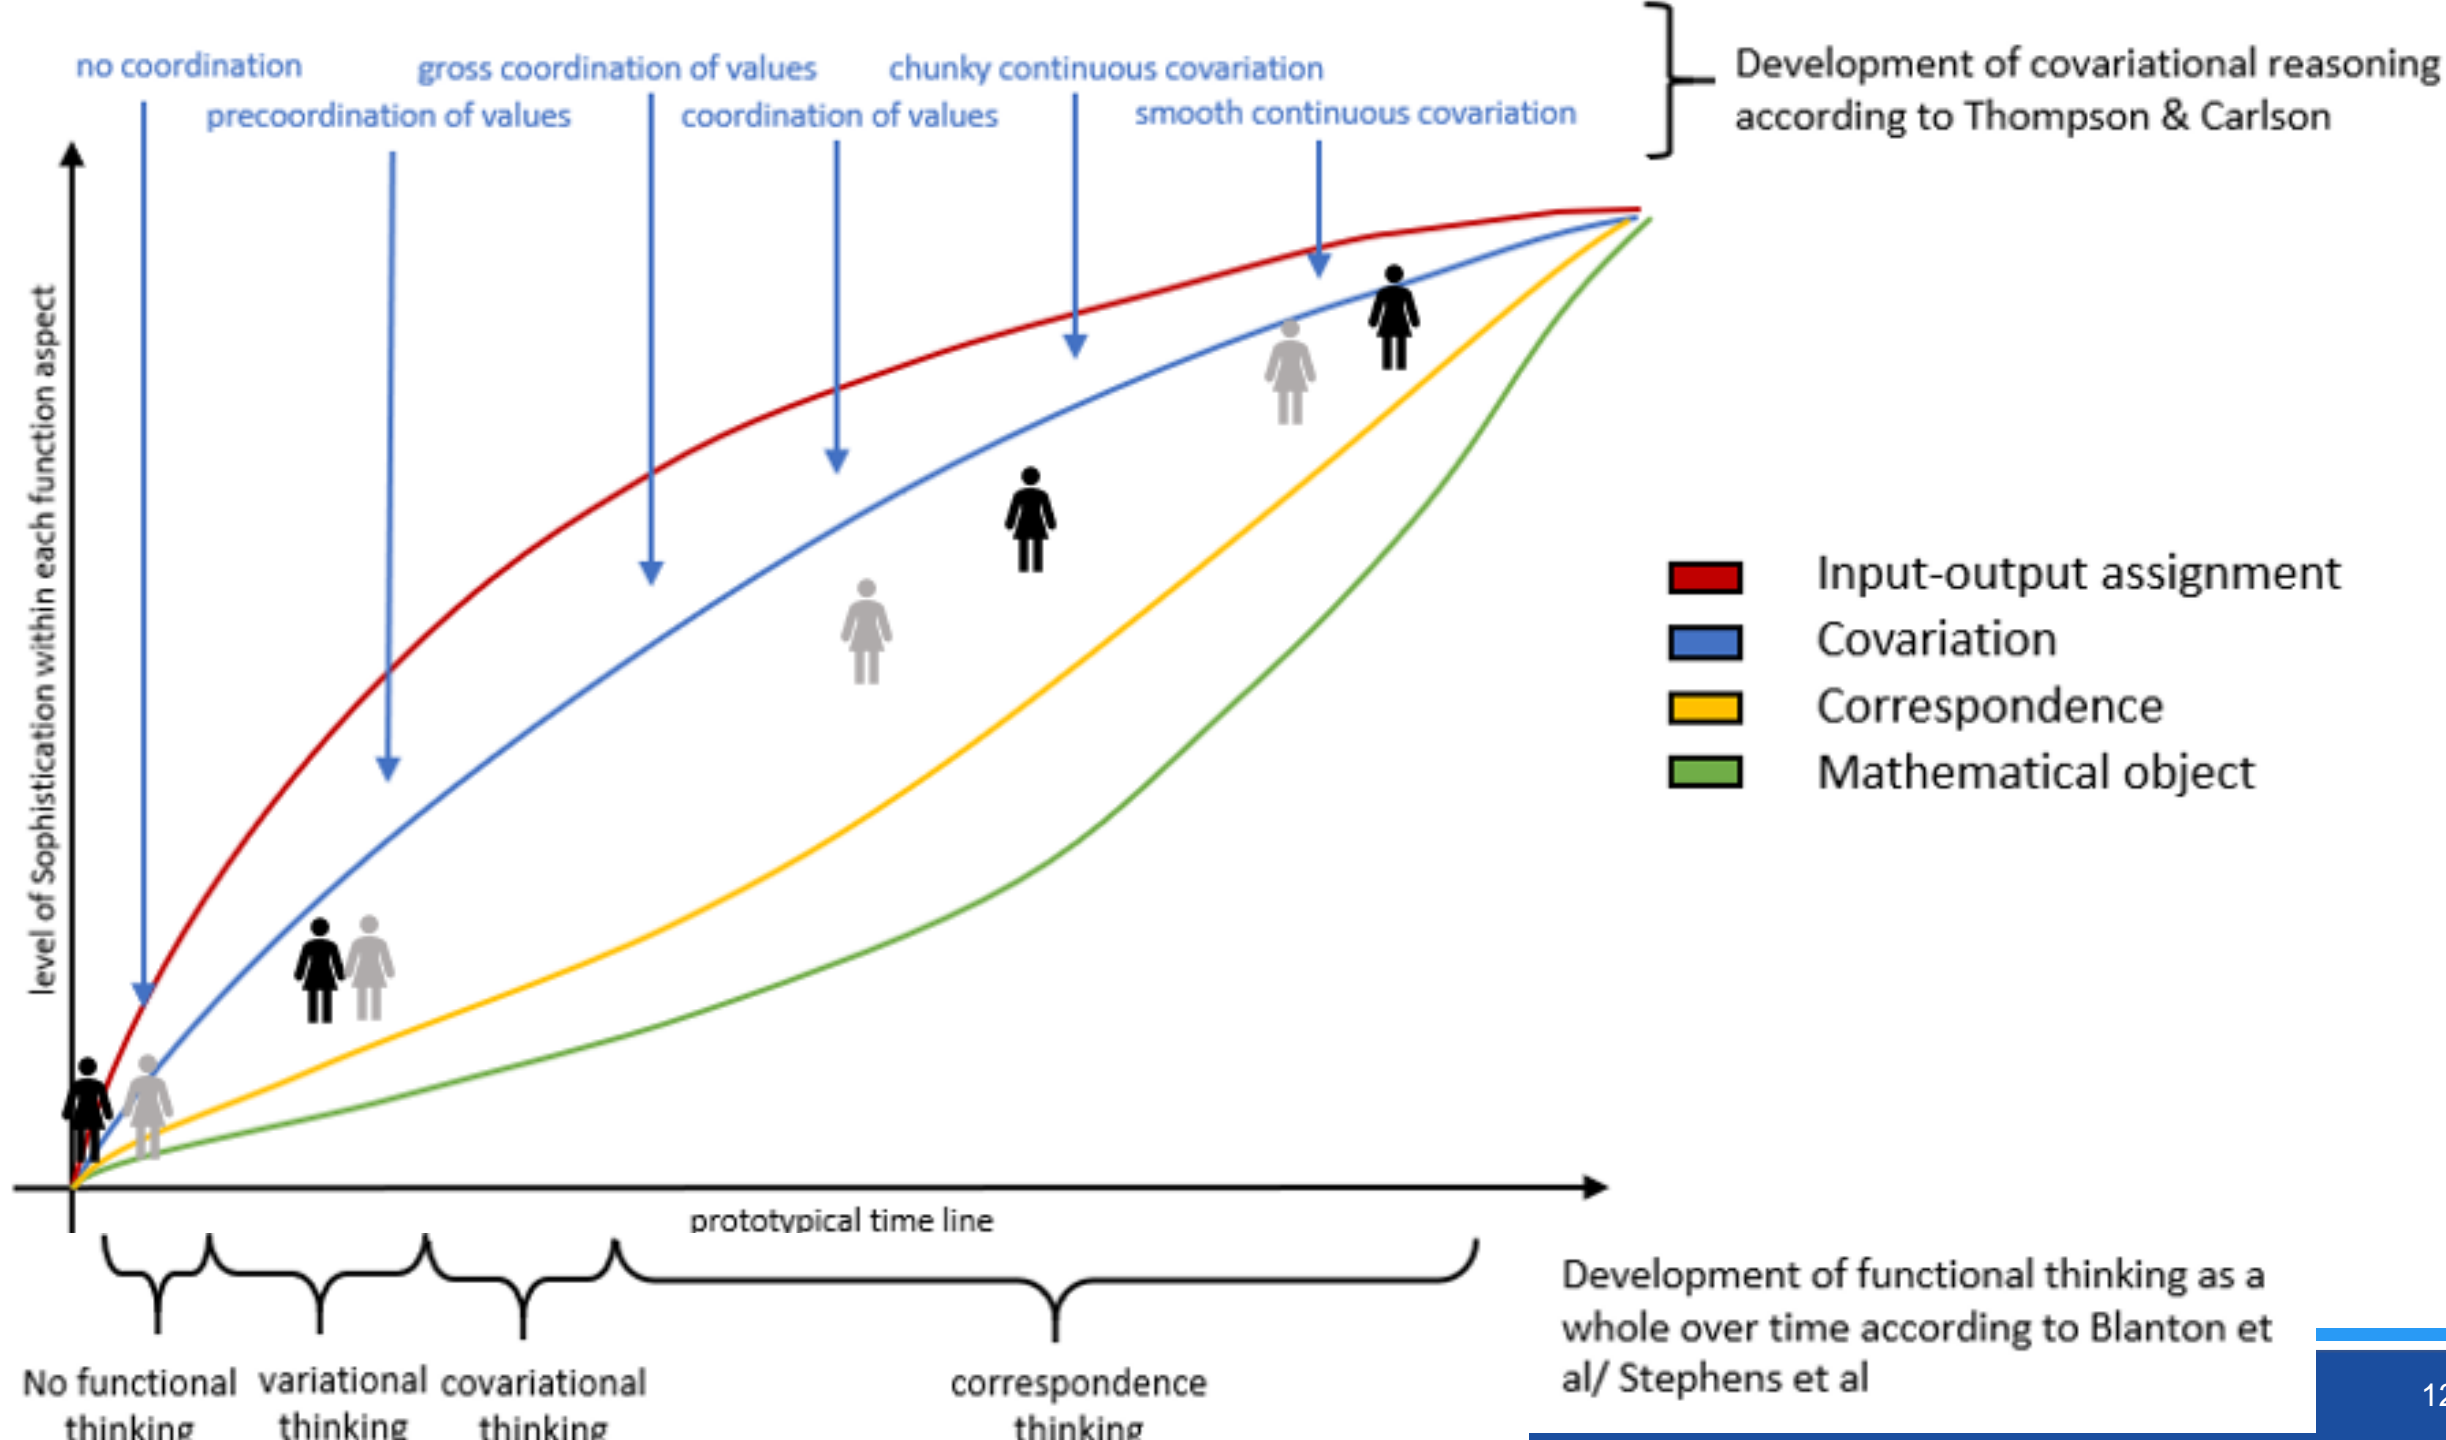 no coordination
gross coordination of values
chunky continuous covariation
precoordination of values
coordination of values
smooth continuous covariation
Development of covariational reasoning
according to Thompson & Carlson
level of Sophistication within each function aspect
Input-output assignment
Covariation
Correspondence
Mathematical object
prototypical time line
No functional
thinking
variational
thinking
covariational
thinking
correspondence
thinking
Development of functional thinking as a
whole over time according to Blanton et
al/ Stephens et al